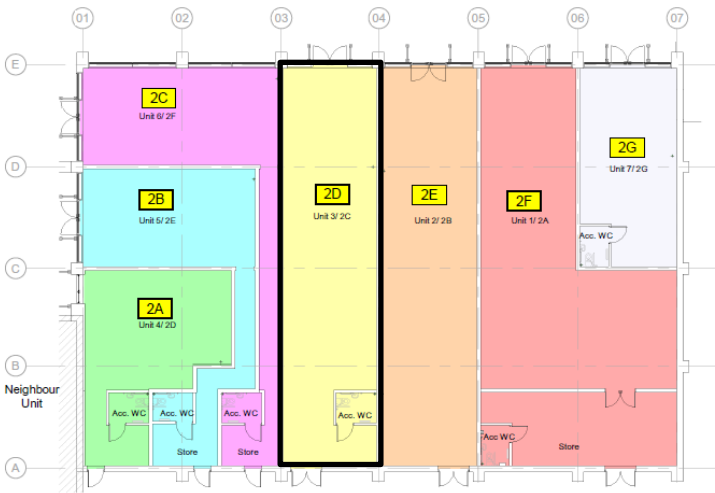 01 02 03 04 05 06 07
E
2C
Unit 6/ 2F
2G
Unit 7/ 2G
D
2B
Unit 5/ 2E
2D
Unit 3/ 2C
2E
Unit 2/ 2B
2F
Unit 1/ 2A
Acc. WC
C
2A
Unit 4/ 2D
B
Neighbour
Unit
Acc. WC Acc. WC Acc. WC Acc. WC
Acc WC
Store Store Store
A